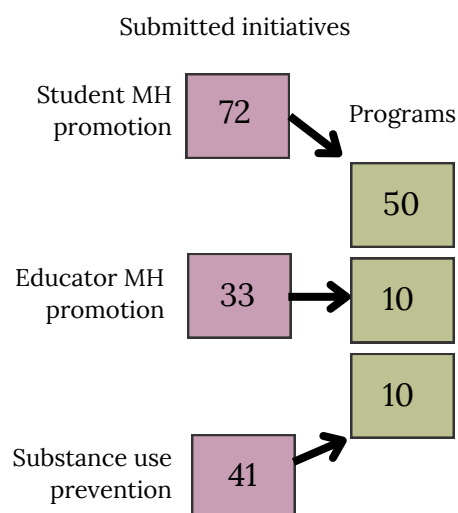 Submitted initiatives
Student MH
promotion
72
Programs
50
Educator MH
promotion
33
10
10
Substance use
prevention
41